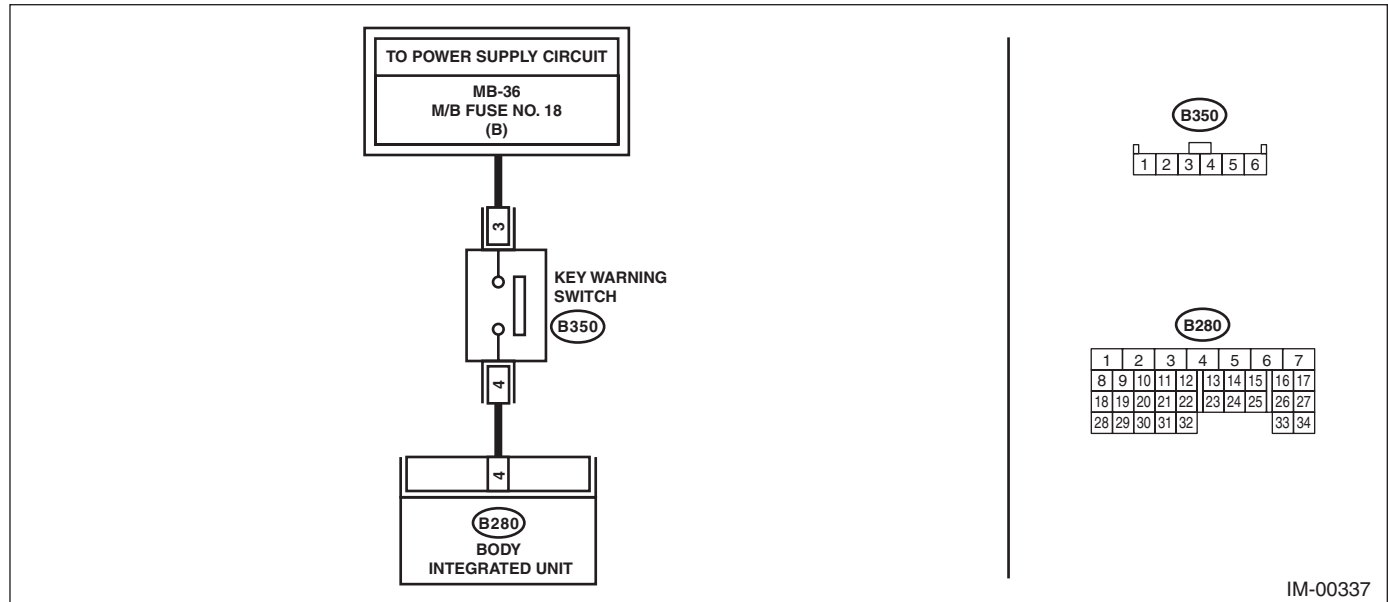 TO POWER SUPPLY CIRCUIT
MB-36
M/B FUSE NO. 18
(B)
3
KEY WARNING
SWITCH
B350
4
4
B280
BODY
INTEGRATED UNIT
B350
1 2 3 4 5 6
B280
1 2 3 4 5 6 7
8 9 10 11 12 13 14 15 16 17
18 19 20 21 22 23 24 25 26 27
28 29 30 31 32 33 34
IM-00337